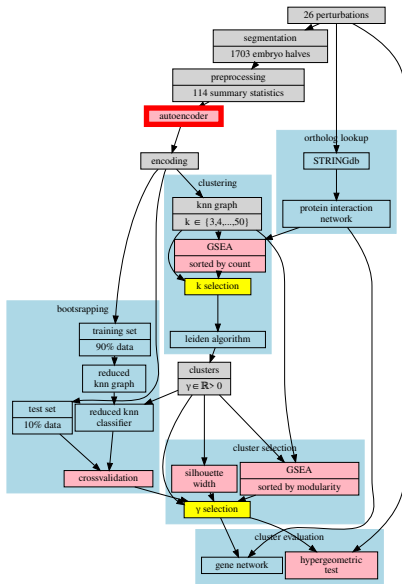 26 perturbations
segmentation
1703 embryo halves
preprocessing
114 summary statistics
autoencoder
ortholog lookup
encoding
STRINGdb
clustering
knn graph
k ∈ {3,4,...,50}
protein interaction
network
GSEA
sorted by count
k selection
bootsrapping
training set
90% data
leiden algorithm
reduced
knn graph
clusters
γ ∈ ℝ> 0
test set
10% data
reduced knn
classifier
cluster selection
crossvalidation
silhouette
width
GSEA
sorted by modularity
γ selection
cluster evaluation
gene network
hypergeometric
test